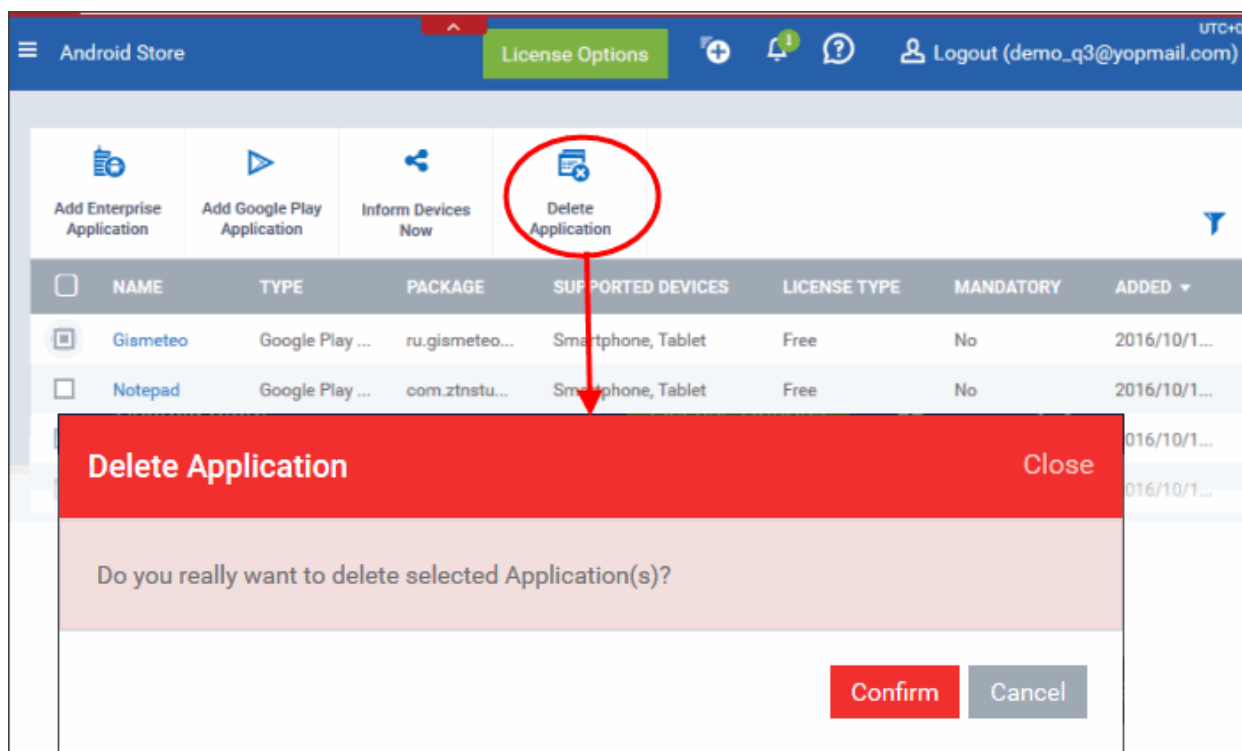 UTC+0
Android Store
License Options
1
Logout (demo_q3@yopmail.com)
Add Enterprise
Application
Add Google Play
Application
Inform Devices
Now
Delete
Application
NAME TYPE PACKAGE SUPPORTED DEVICES LICENSE TYPE MANDATORY ADDED
Gismeteo Google Play ... ru.gismeteo... Smartphone, Tablet Free No 2016/10/1...
Notepad Google Play ... com.ztnstu... Smartphone, Tablet Free No 2016/10/1...
016/10/1...
016/10/1...
Delete Application Close
Do you really want to delete selected Application(s)?
Confirm Cancel